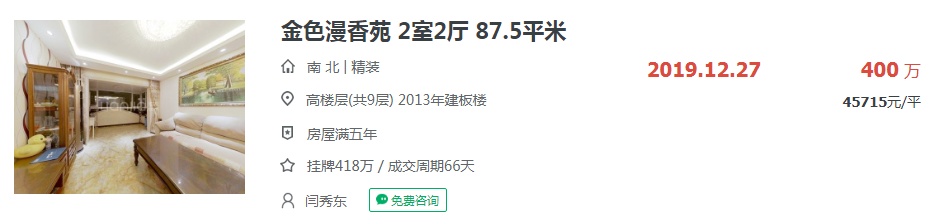 金色漫香苑 2室2厅 87.5平米
南 北 | 精装
2019.12.27
400 万
高楼层(共9层) 2013年建板楼
45715元/平
房屋满五年
挂牌418万 / 成交周期66天
闫秀东
免费咨询